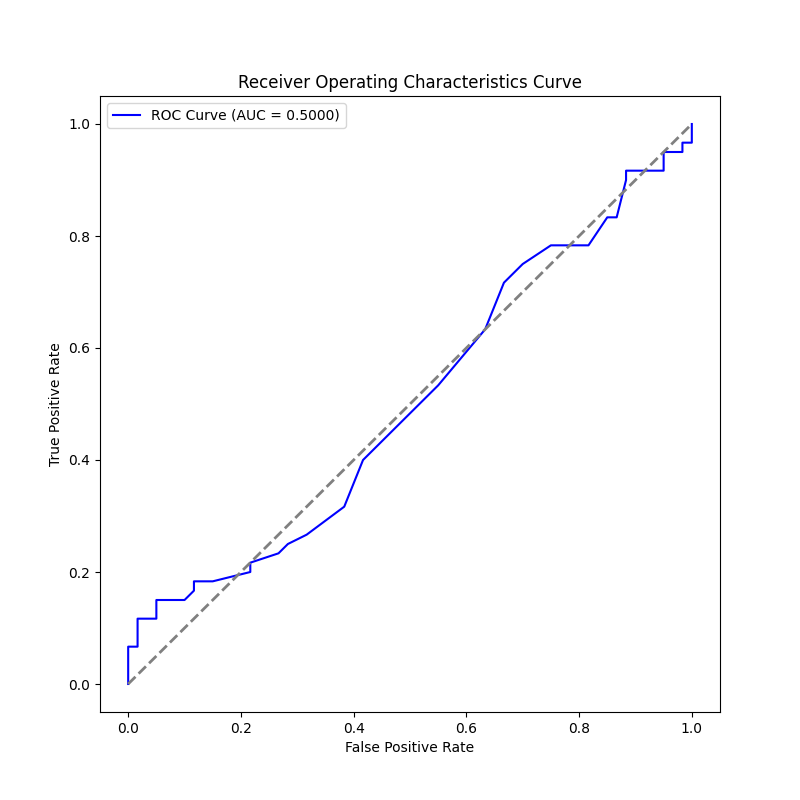 Receiver Operating Characteristics Curve
ROC Curve (AUC = 0.5000)
1.0
0.8
0.6
0.4
0.2
0.0
True Positive Rate
0.0 0.2 0.4 0.6 0.8 1.0
False Positive Rate